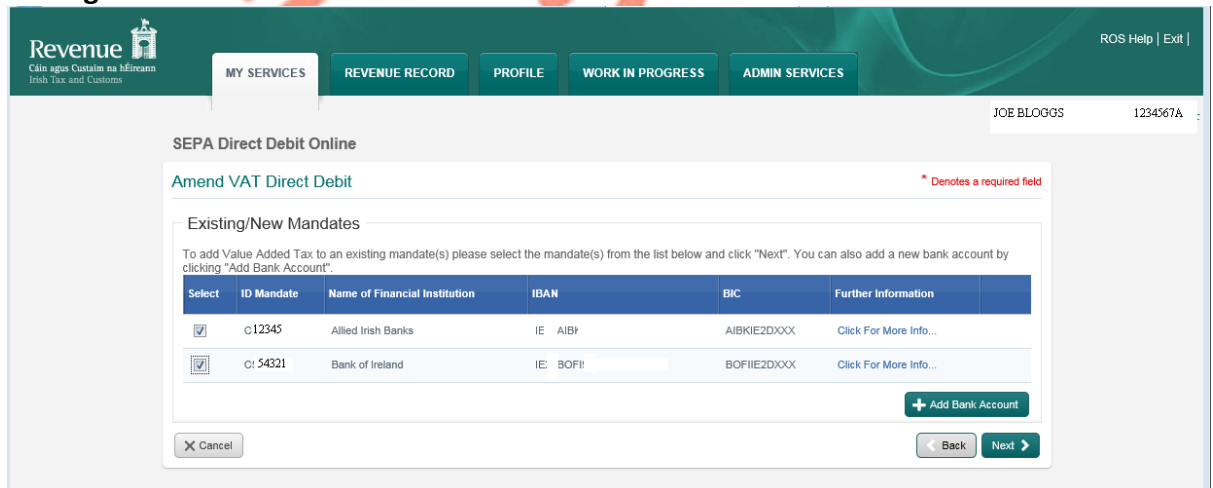 Revenue
Cáin agus Custaim na hÉireann
Irish Tax and Customs
MY SERVICES REVENUE RECORD PROFILE WORK IN PROGRESS ADMIN SERVICES
ROS Help | Exit |
JOE BLOGGS 1234567A
SEPA Direct Debit Online
Amend VAT Direct Debit
* Denotes a required field
Existing/New Mandates
To add Value Added Tax to an existing mandate(s) please select the mandate(s) from the list below and click "Next". You can also add a new bank account by
clicking "Add Bank Account".
Select ID Mandate Name of Financial Institution IBAN BIC Further Information
C12345 Allied Irish Banks IE AIBK AIBKIE2DXXX Click For More Info...
C 54321 Bank of Ireland IE BOFI BOFIIE2DXXX Click For More Info...
Add Bank Account
Cancel Back Next